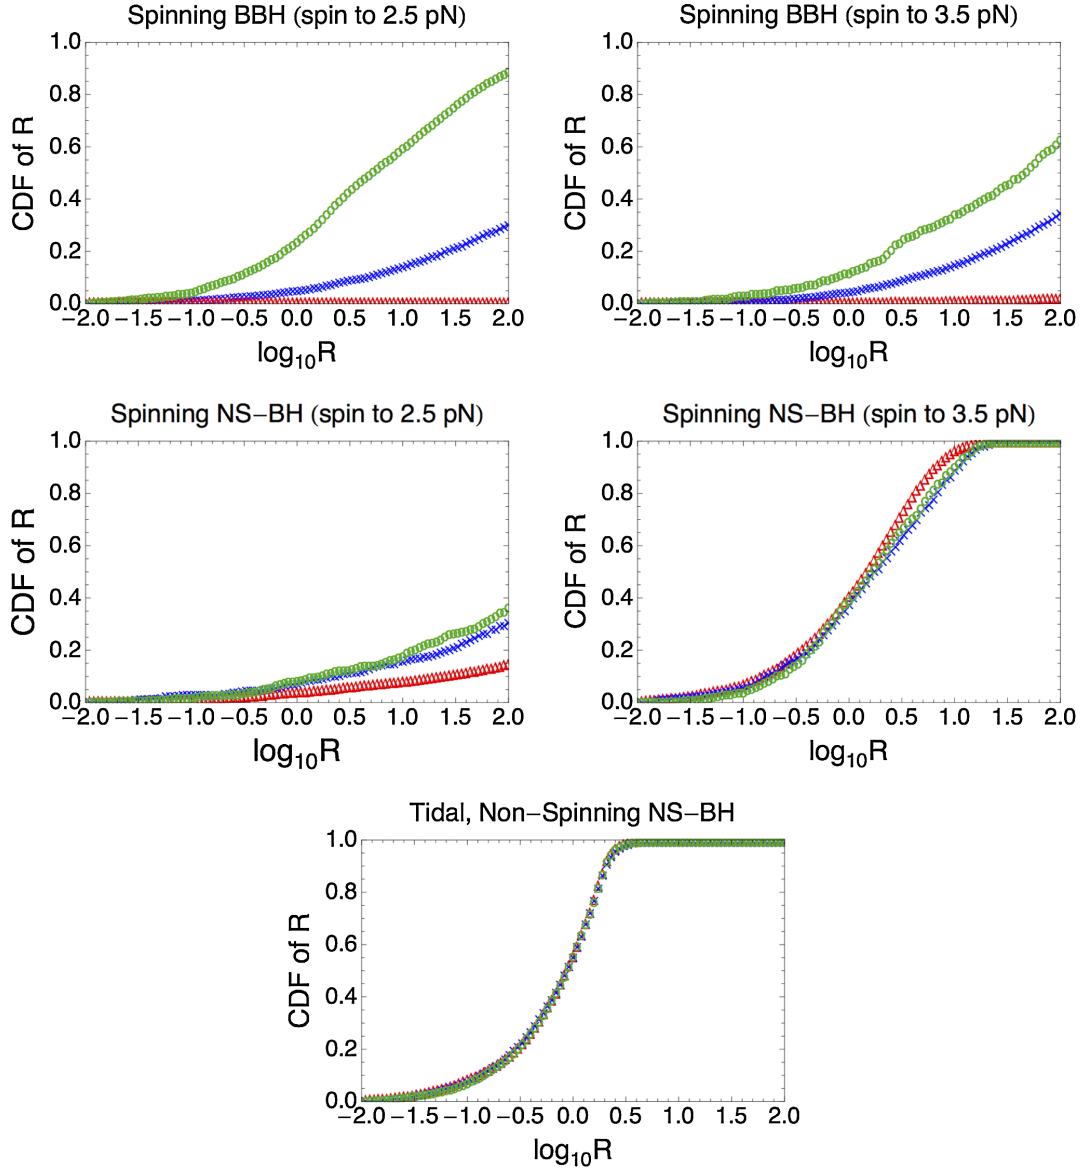 Spinning BBH (spin to 2.5 pN)
1.0
0.8
0.6
0.4
0.2
0.0
CDF of R
−2.0 −1.5 −1.0 −0.5 0.0 0.5 1.0 1.5 2.0
log10R
Spinning BBH (spin to 3.5 pN)
1.0
0.8
0.6
0.4
0.2
0.0
CDF of R
−2.0 −1.5 −1.0 −0.5 0.0 0.5 1.0 1.5 2.0
log10R
Spinning NS−BH (spin to 2.5 pN)
1.0
0.8
0.6
0.4
0.2
0.0
CDF of R
−2.0 −1.5 −1.0 −0.5 0.0 0.5 1.0 1.5 2.0
log10R
Spinning NS−BH (spin to 3.5 pN)
1.0
0.8
0.6
0.4
0.2
0.0
CDF of R
−2.0 −1.5 −1.0 −0.5 0.0 0.5 1.0 1.5 2.0
log10R
Tidal, Non−Spinning NS−BH
1.0
0.8
0.6
0.4
0.2
0.0
CDF of R
−2.0 −1.5 −1.0 −0.5 0.0 0.5 1.0 1.5 2.0
log10R